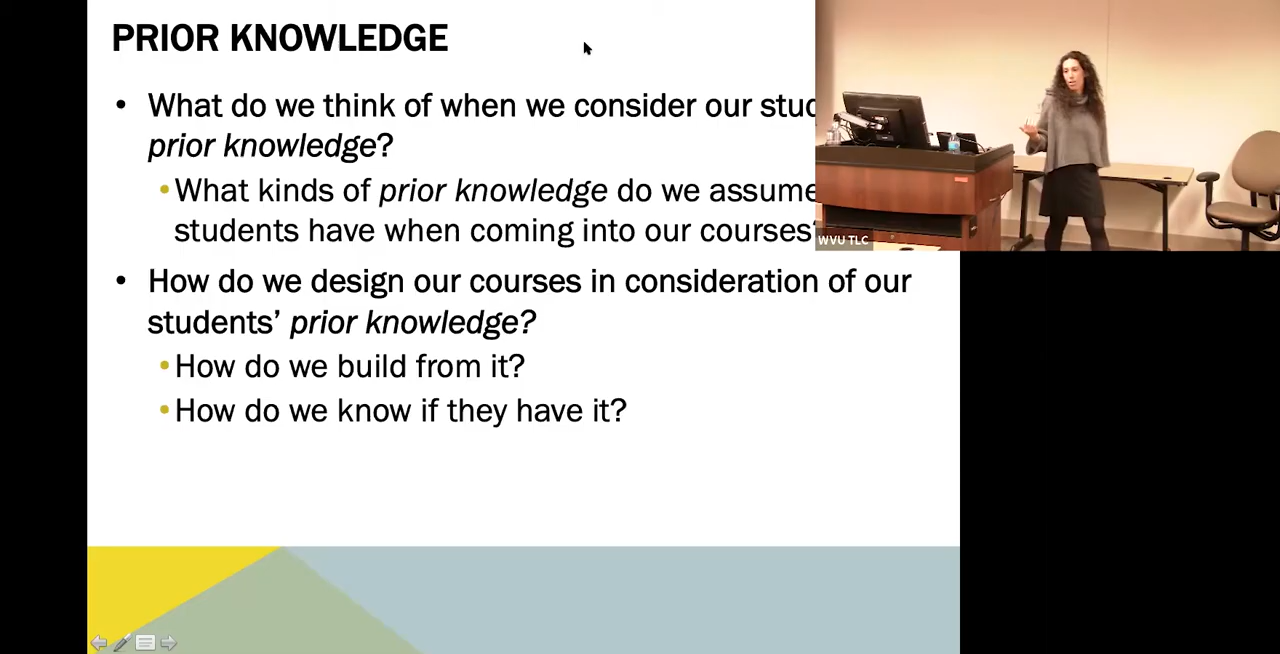 PRIOR KNOWLEDGE
• What do we think of when we consider our
prior knowledge?
• What kinds of prior knowledge do we assume
students have when coming into our courses?
• How do we design our courses in consideration of our
students’ prior knowledge?
• How do we build from it?
• How do we know if they have it?
WVU TLC